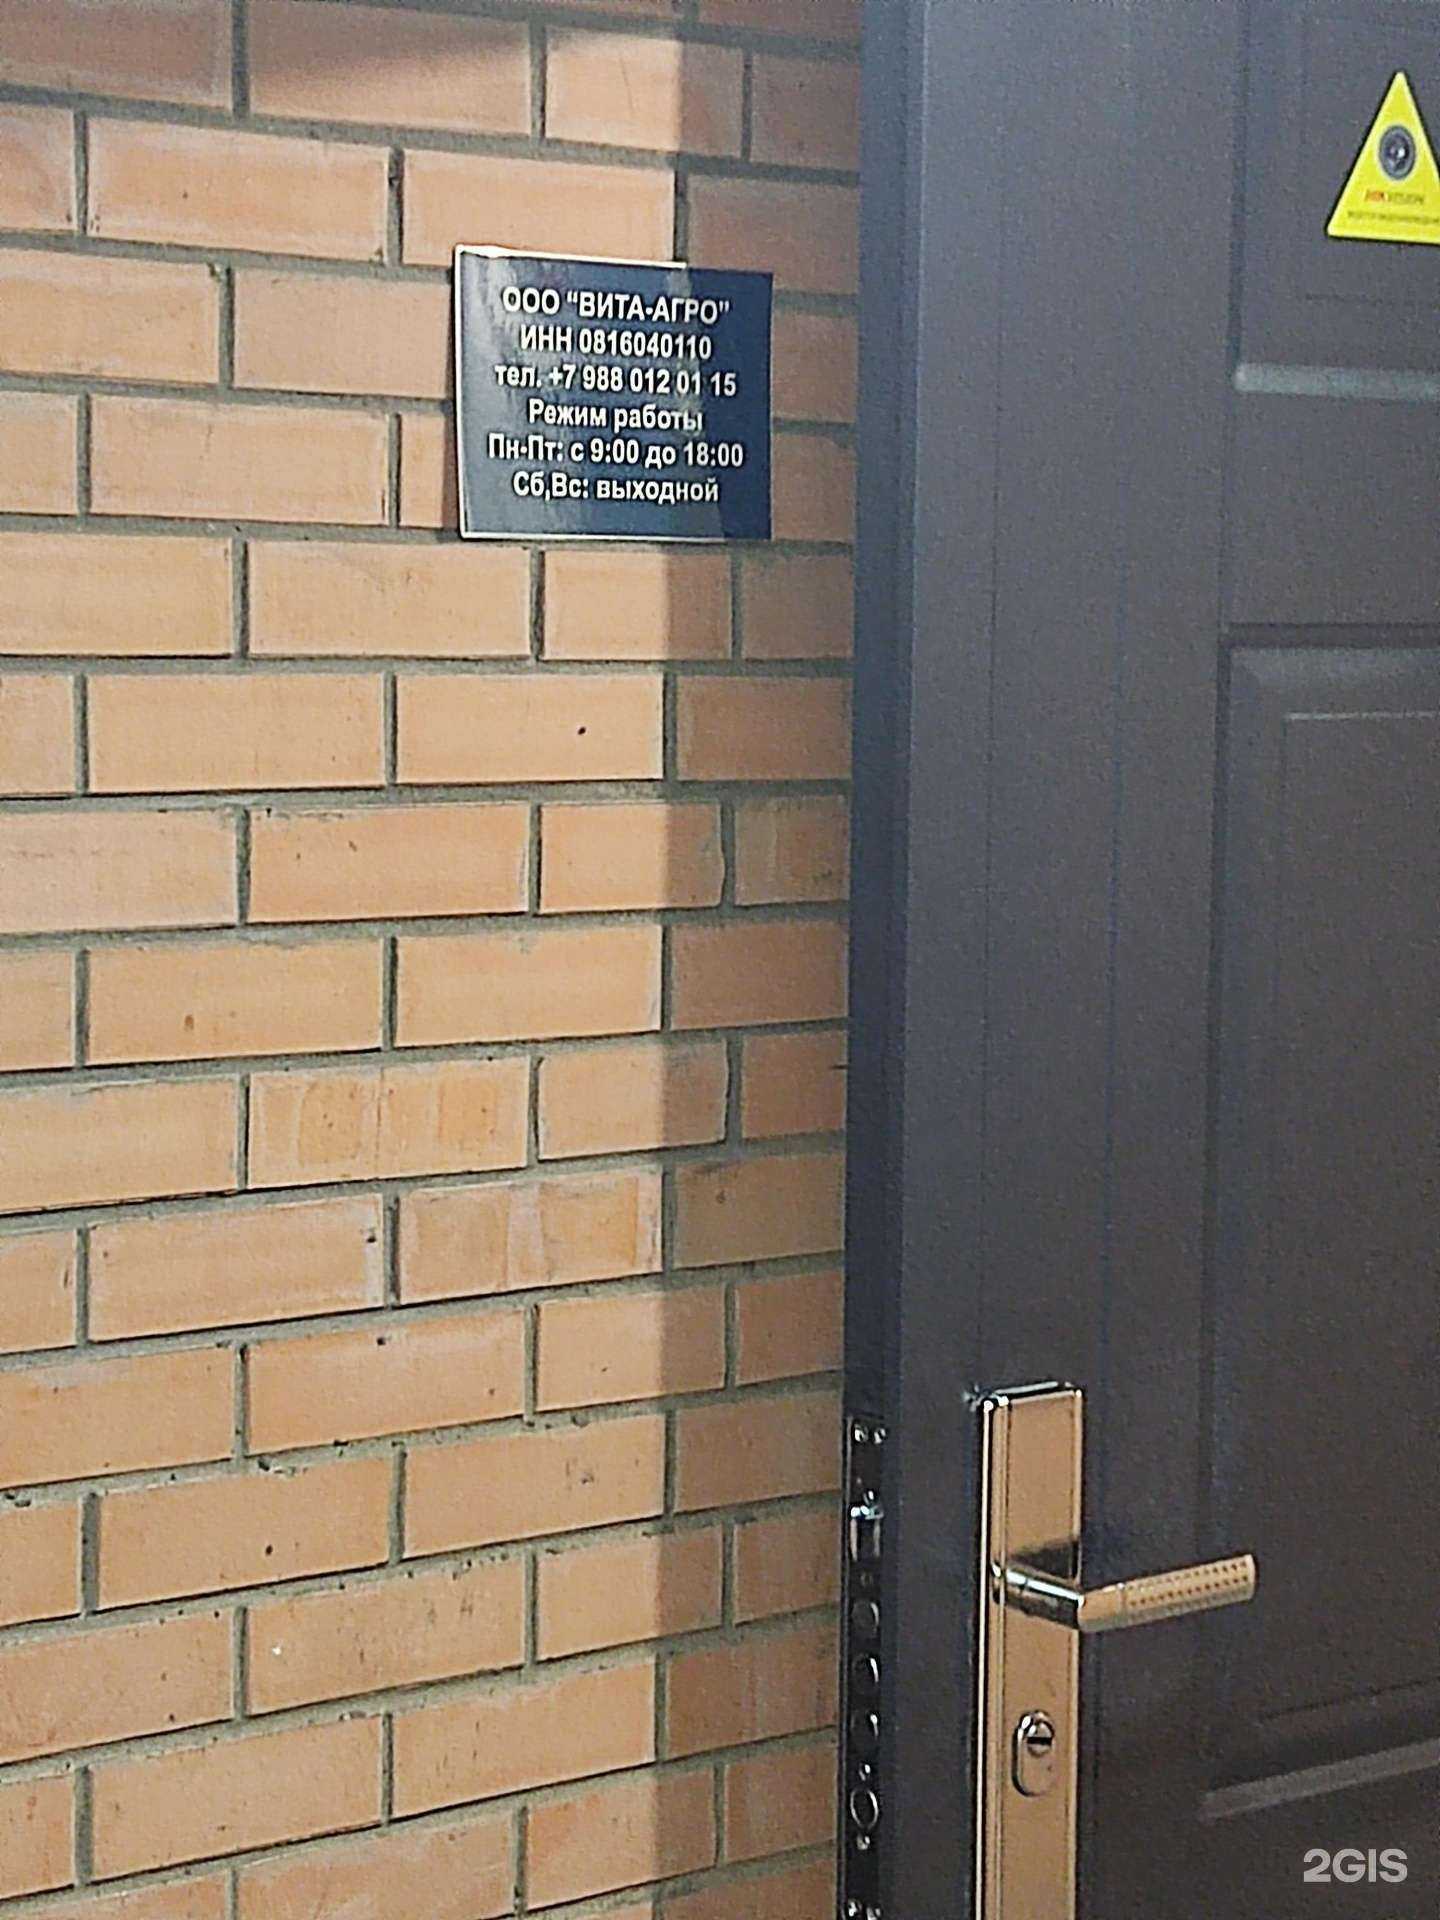 ООО "ВИТА-АГРО"
ИНН 0816040110
тел. +7 988 012 01 15
Режим работы
Пн-Пт: с 9:00 до 18:00
Сб,Вс: выходной
2GIS